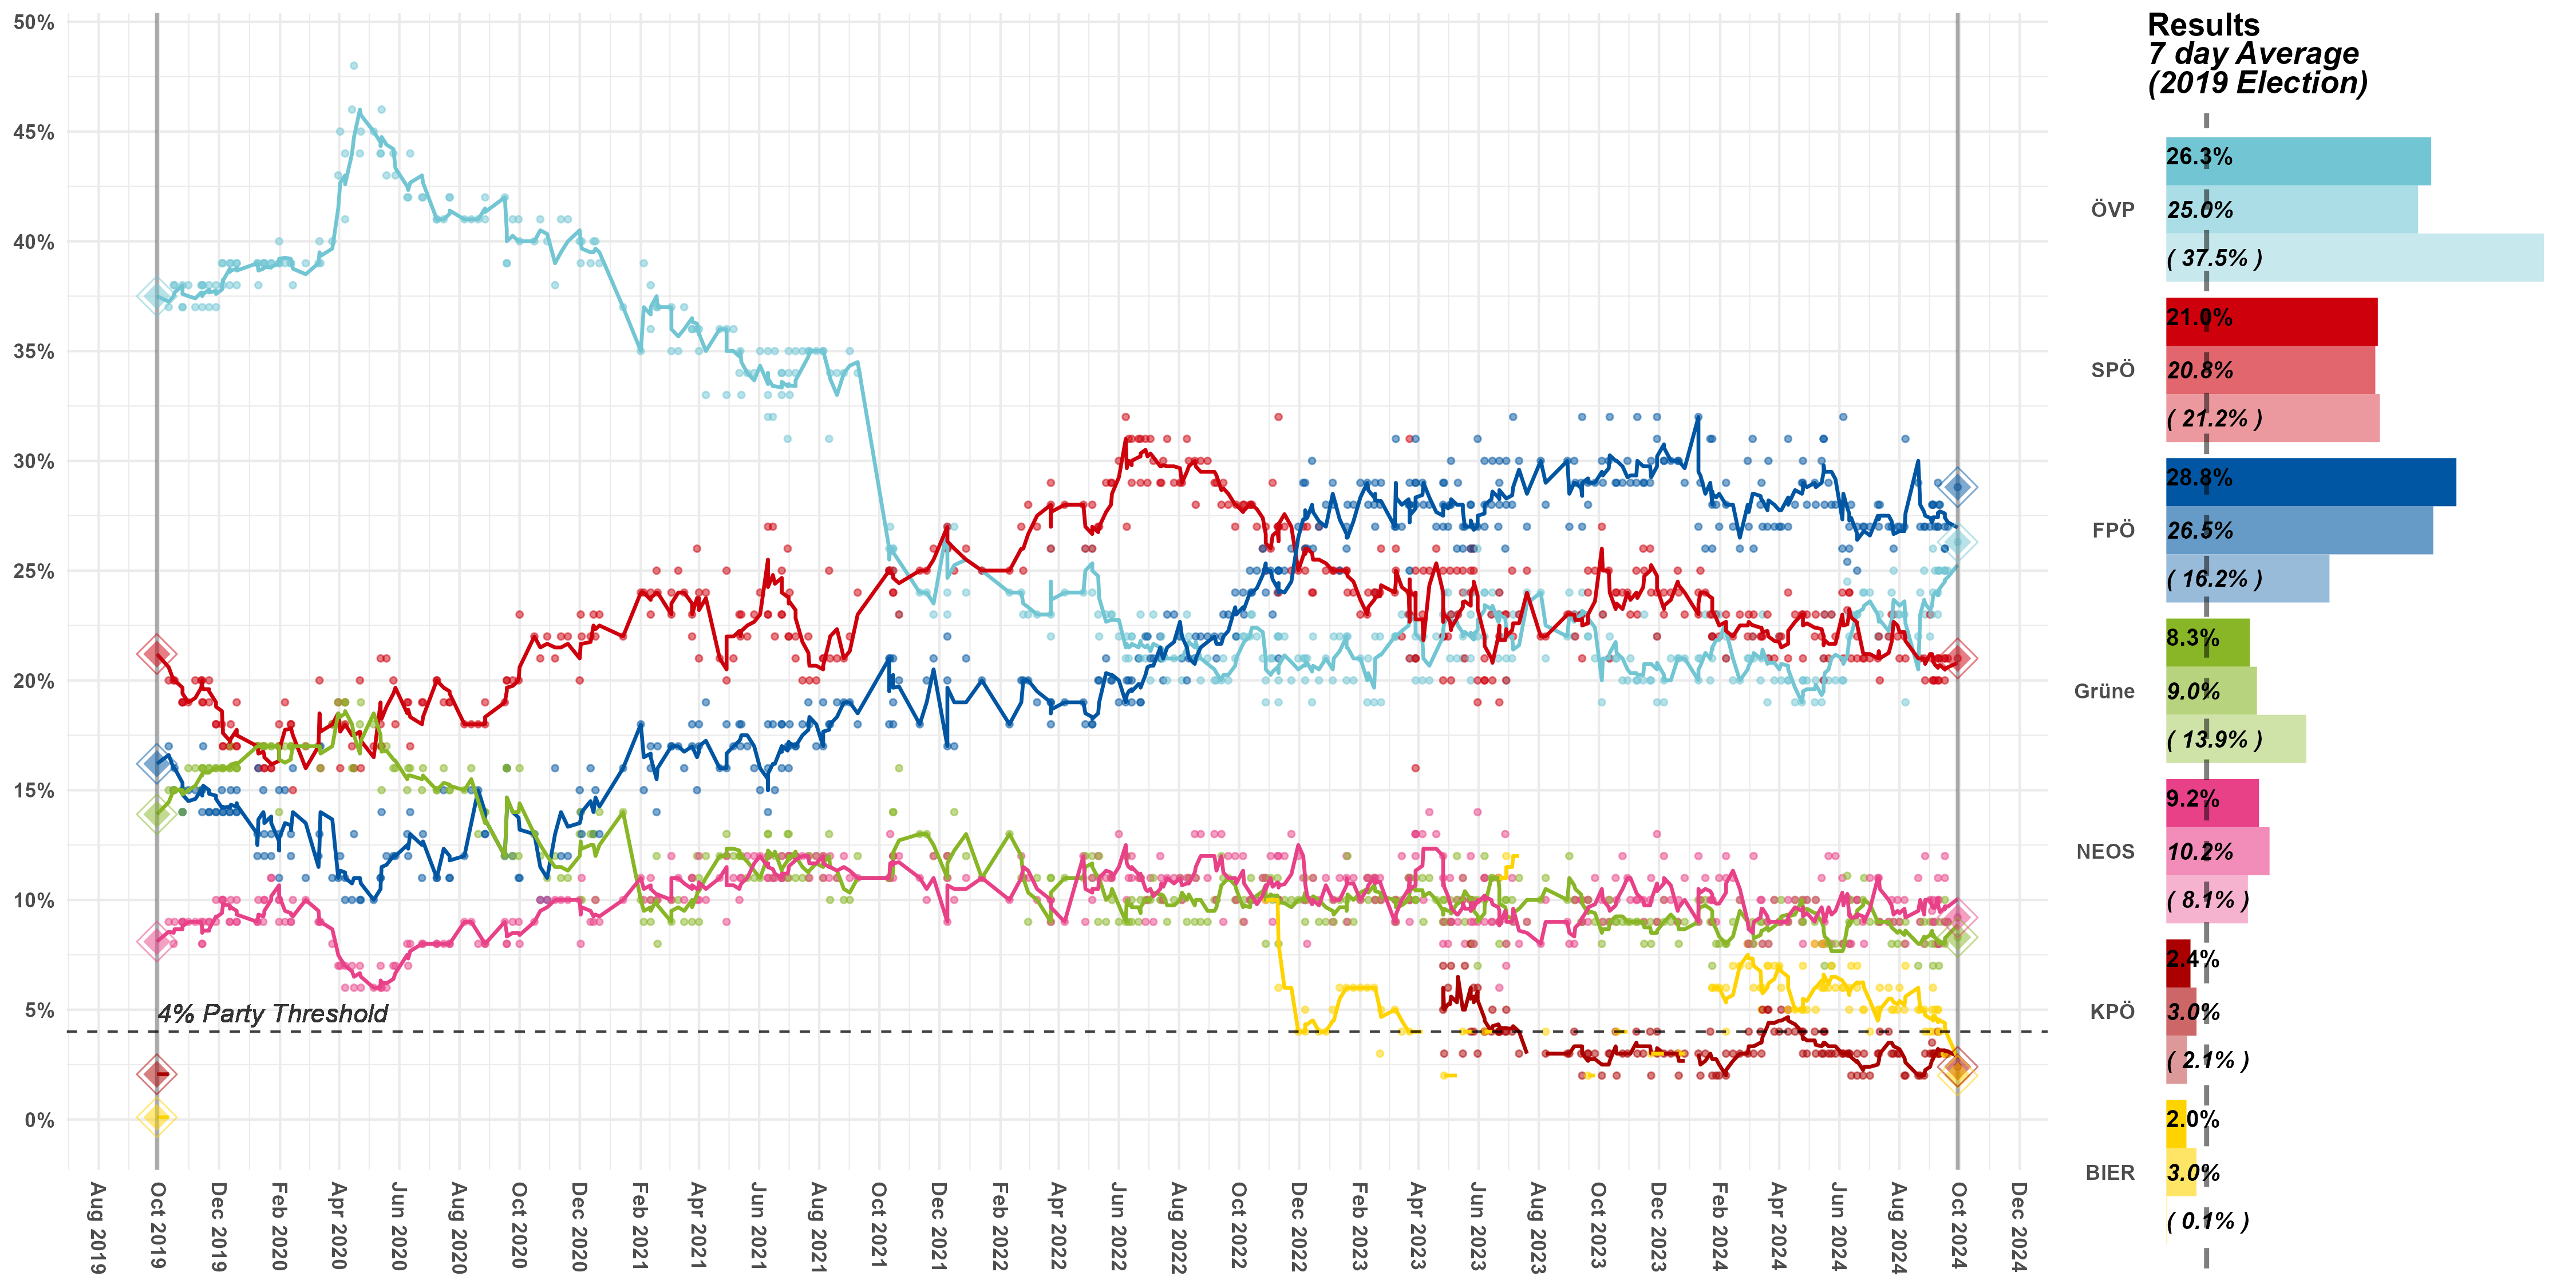 50%
45%
40%
35%
30%
25%
20%
15%
10%
5%
0%
4% Party Threshold
Aug 2019
Oct 2019
Dec 2019
Feb 2020
Apr 2020
Jun 2020
Aug 2020
Oct 2020
Dec 2020
Feb 2021
Apr 2021
Jun 2021
Aug 2021
Oct 2021
Dec 2021
Feb 2022
Apr 2022
Jun 2022
Aug 2022
Oct 2022
Dec 2022
Feb 2023
Apr 2023
Jun 2023
Aug 2023
Oct 2023
Dec 2023
Feb 2024
Apr 2024
Jun 2024
Aug 2024
Oct 2024
Dec 2024
Results
7 day Average
(2019 Election)
ÖVP
26.3%
25.0%
( 37.5% )
SPÖ
21.0%
20.8%
( 21.2% )
FPÖ
28.8%
26.5%
( 16.2% )
Grüne
8.3%
9.0%
( 13.9% )
NEOS
9.2%
10.2%
( 8.1% )
KPÖ
2.4%
3.0%
( 2.1% )
BIER
2.0%
3.0%
( 0.1% )